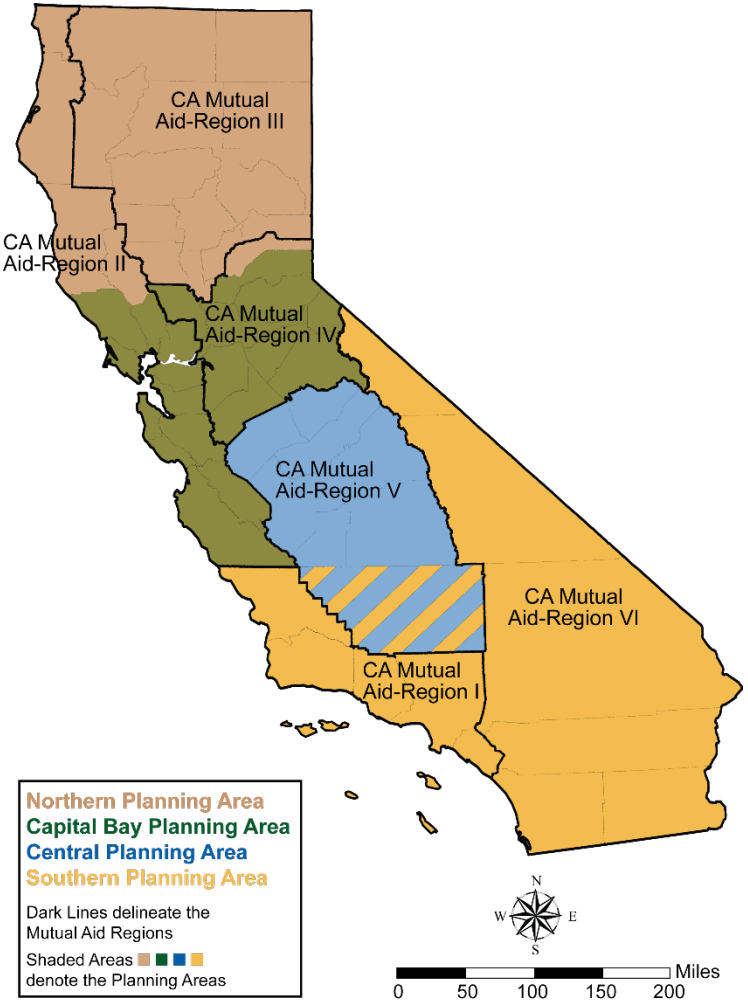 CA Mutual
Aid-Region III
CA Mutual
Aid-Region II
CA Mutual
Aid-Region IV
CA Mutual
Aid-Region V
CA Mutual
Aid-Region VI
CA Mutual
Aid-Region I
Northern Planning Area
Capital Bay Planning Area
Central Planning Area
Southern Planning Area
Dark Lines delineate the
Mutual Aid Regions
Shaded Areas
denote the Planning Areas
N
W E
S
Miles
0 50 100 150 200